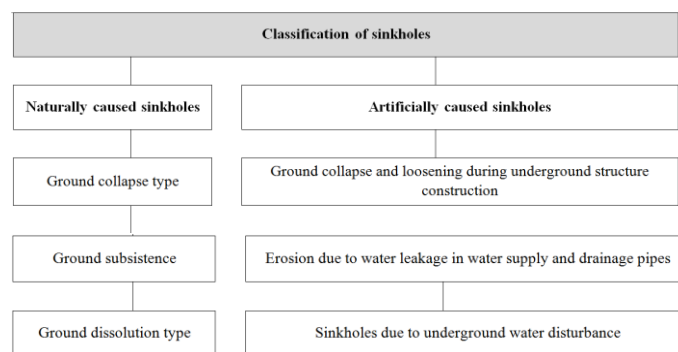 Classification of sinkholes
Naturally caused sinkholes
Artificially caused sinkholes
Ground collapse type
Ground collapse and loosening during underground structure
construction
Ground subsistence
Erosion due to water leakage in water supply and drainage pipes
Ground dissolution type
Sinkholes due to underground water disturbance